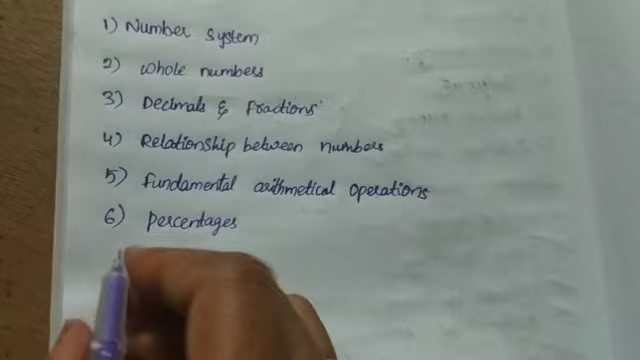 1) Number System
2) Whole numbers
3) Decimals & Fractions
4) Relationship between numbers
5) Fundamental arithmetical Operations
6) Percentages